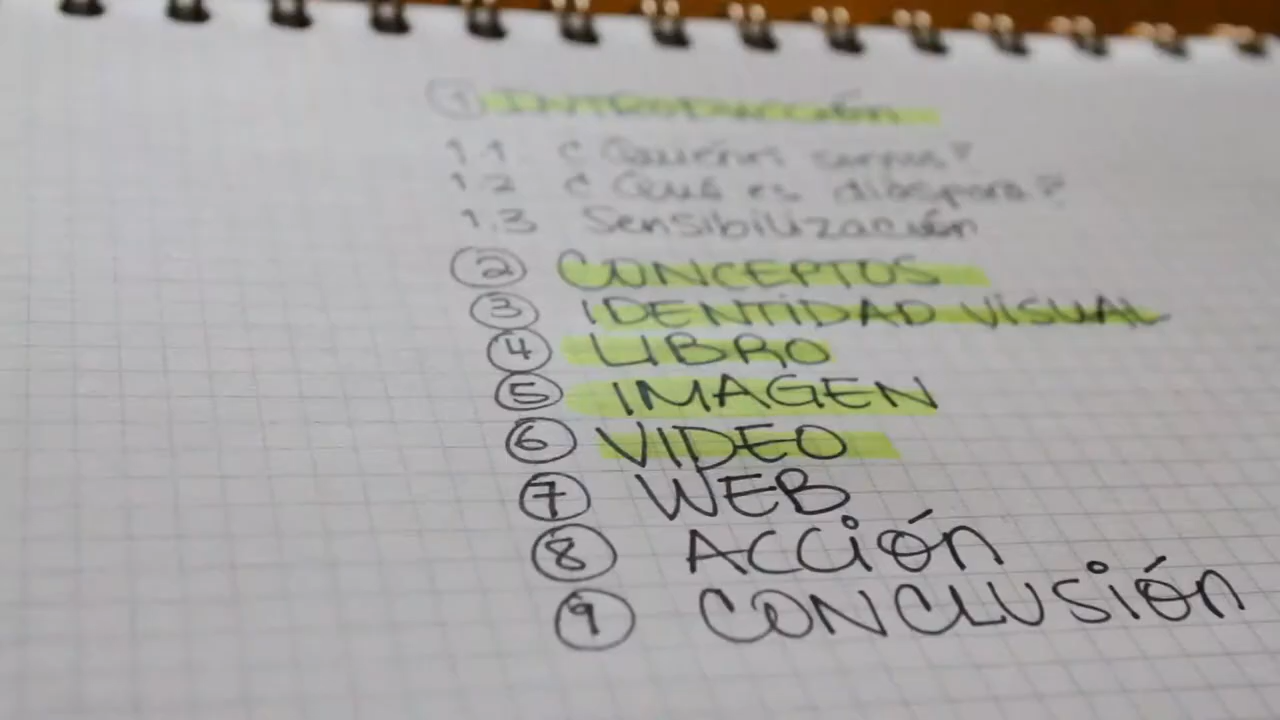 1 INTRODUCCIÓN
1.1 ¿Quiénes somos?
1.2 ¿Qué es diáspora?
1.3 Sensibilización
2 CONCEPTOS
3 IDENTIDAD VISUAL
4 LIBRO
5 IMAGEN
6 VIDEO
7 WEB
8 ACCIÓN
9 CONCLUSIÓN